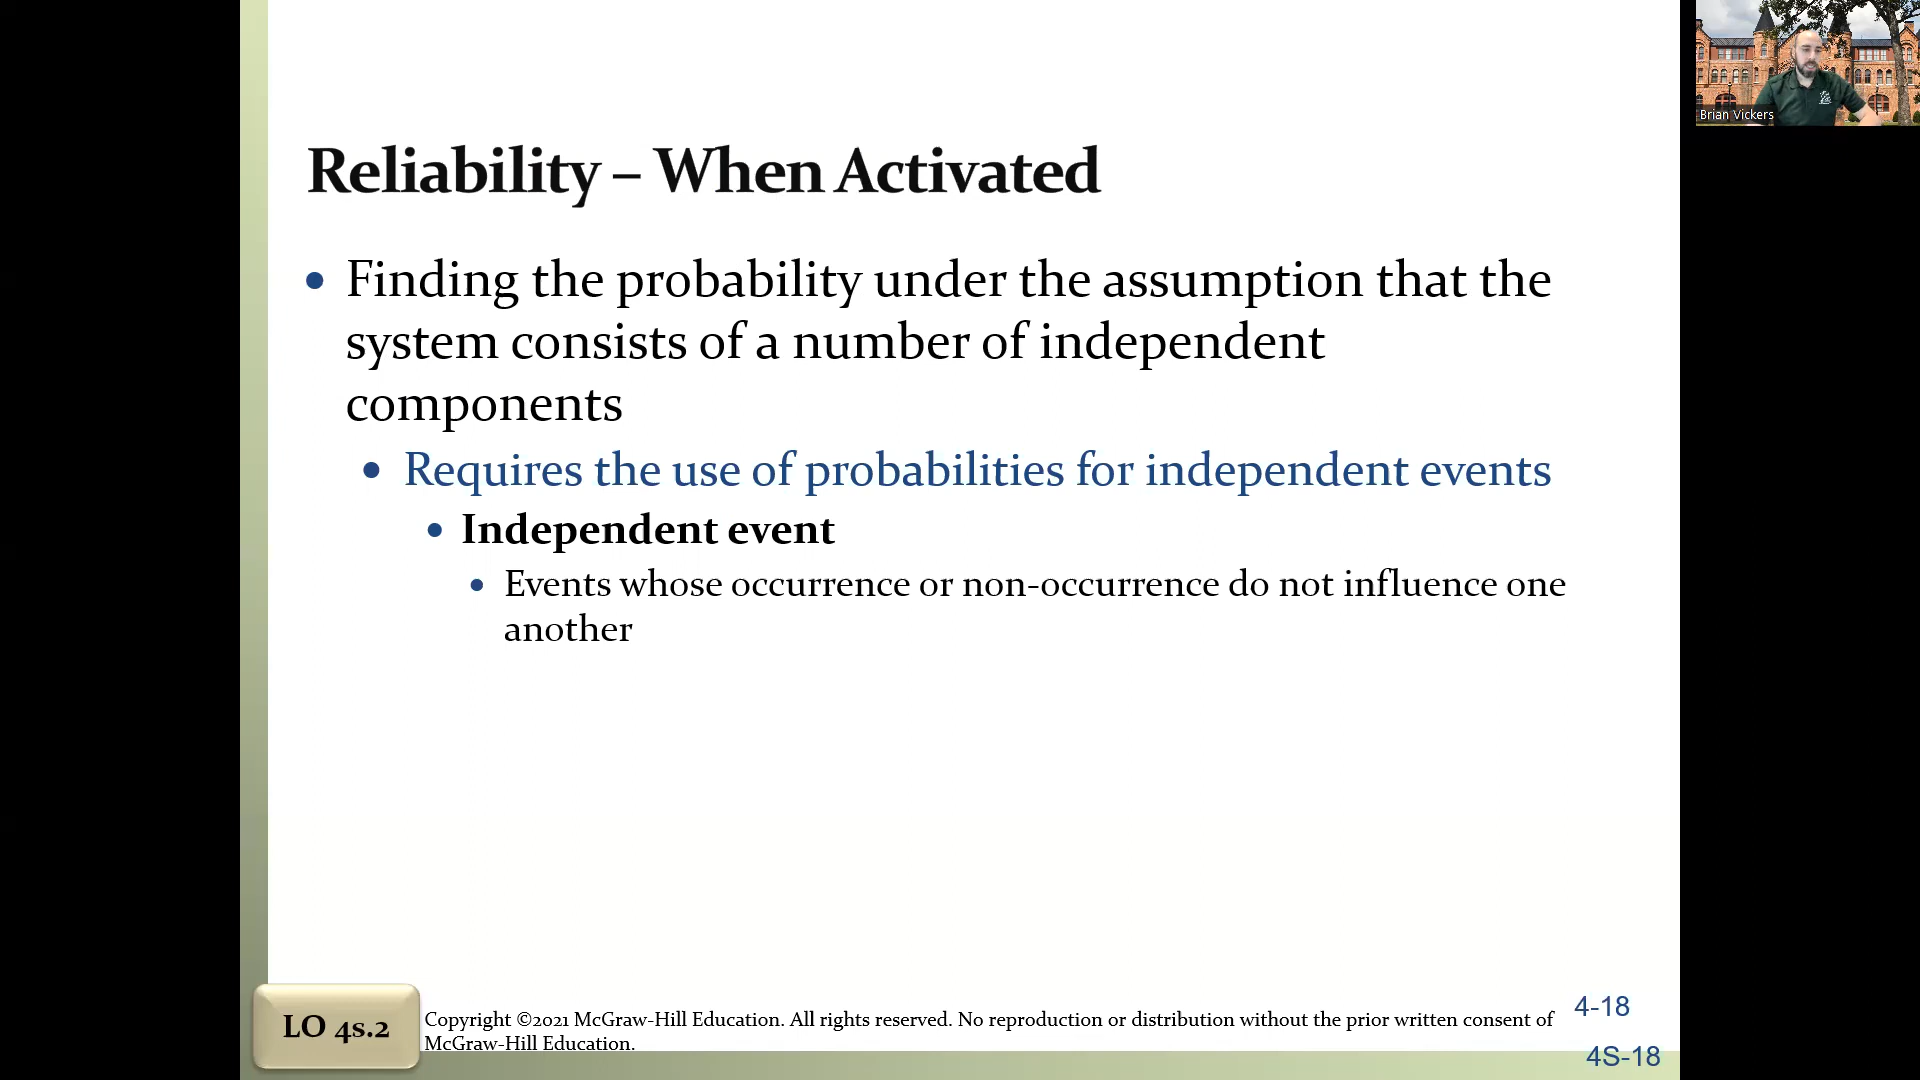 Brian Vickers
Reliability – When Activated
• Finding the probability under the assumption that the
system consists of a number of independent
components
• Requires the use of probabilities for independent events
• Independent event
• Events whose occurrence or non-occurrence do not influence one
another
LO 4s.2
Copyright ©2021 McGraw-Hill Education. All rights reserved. No reproduction or distribution without the prior written consent of
McGraw-Hill Education.
4-18
4S-18